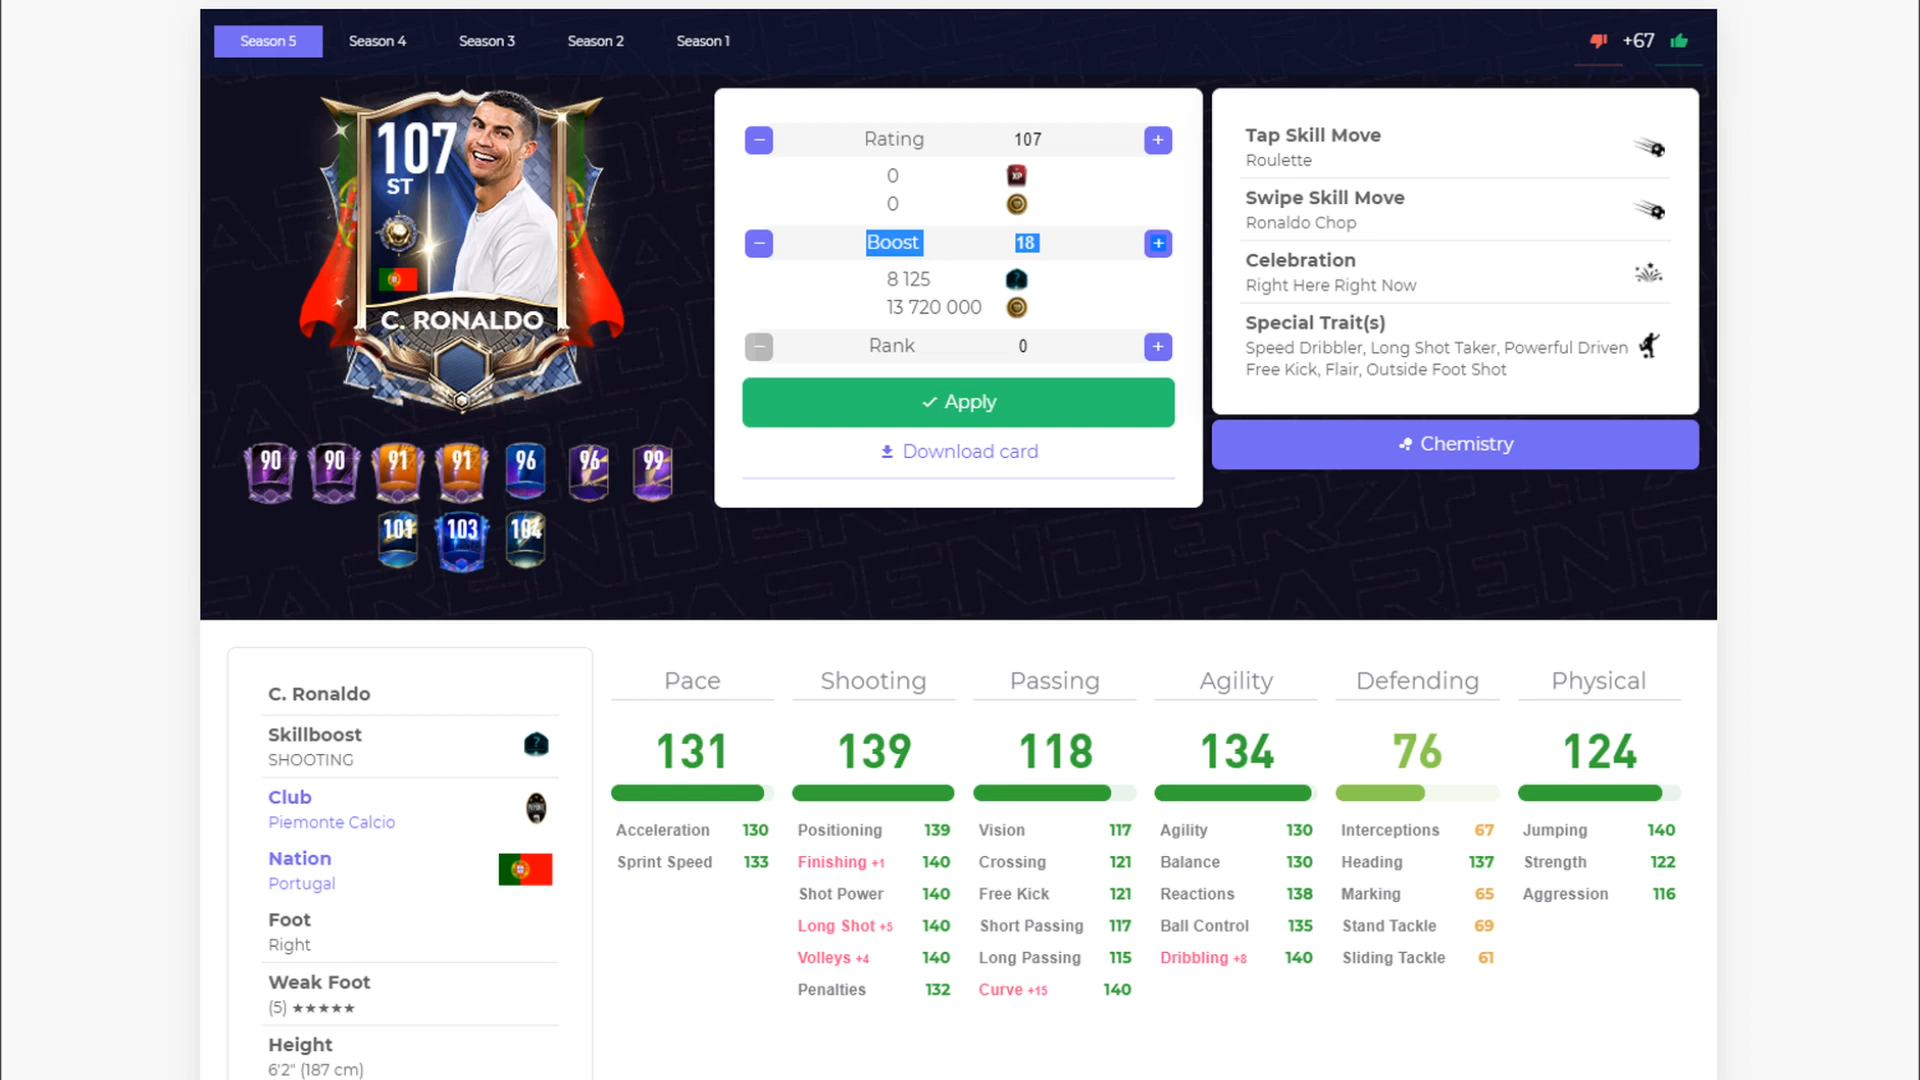 Season 5
Season 4
Season 3
Season 2
Season 1
+67
107
ST
C. RONALDO
90
90
91
91
96
96
99
101
103
104
Rating 107
0
XP
0
Boost 18
8 125
?
13 720 000
Rank 0
Apply
Download card
Tap Skill Move
Roulette
Swipe Skill Move
Ronaldo Chop
Celebration
Right Here Right Now
Special Trait(s)
Speed Dribbler, Long Shot Taker, Powerful Driven
Free Kick, Flair, Outside Foot Shot
Chemistry
C. Ronaldo
Skillboost
SHOOTING
?
Club
Piemonte Calcio
Nation
Portugal
Foot
Right
Weak Foot
(5) ★★★★★
Height
6'2" (187 cm)
Pace
131
Acceleration 130
Sprint Speed 133
Shooting
139
Positioning 139
Finishing +1 140
Shot Power 140
Long Shot +5 140
Volleys +4 140
Penalties 132
Passing
118
Vision 117
Crossing 121
Free Kick 121
Short Passing 117
Long Passing 115
Curve +15 140
Agility
134
Agility 130
Balance 130
Reactions 138
Ball Control 135
Dribbling +8 140
Defending
76
Interceptions 67
Heading 137
Marking 65
Stand Tackle 69
Sliding Tackle 61
Physical
124
Jumping 140
Strength 122
Aggression 116